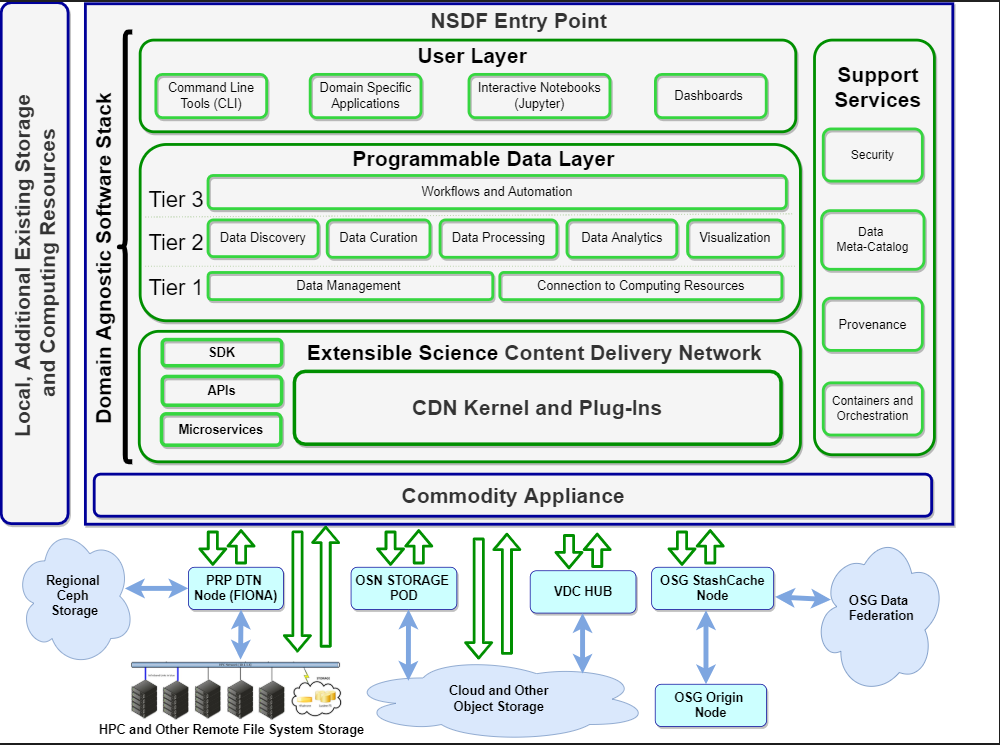 NSDF Entry Point
Local, Additional Existing Storage
and Computing Resources
Domain Agnostic Software Stack
User Layer
Command Line
Tools (CLI)
Domain Specific
Applications
Interactive Notebooks
(Jupyter)
Dashboards
Programmable Data Layer
Tier 3
Workflows and Automation
Tier 2
Data Discovery
Data Curation
Data Processing
Data Analytics
Visualization
Tier 1
Data Management
Connection to Computing Resources
SDK
APIs
Microservices
Extensible Science Content Delivery Network
CDN Kernel and Plug-Ins
Support
Services
Security
Data
Meta-Catalog
Provenance
Containers and
Orchestration
Commodity Appliance
Regional
Ceph
Storage
PRP DTN
Node (FIONA)
OSN STORAGE
POD
VDC HUB
OSG StashCache
Node
OSG Data
Federation
HPC and Other Remote File System Storage
Cloud and Other
Object Storage
OSG Origin
Node